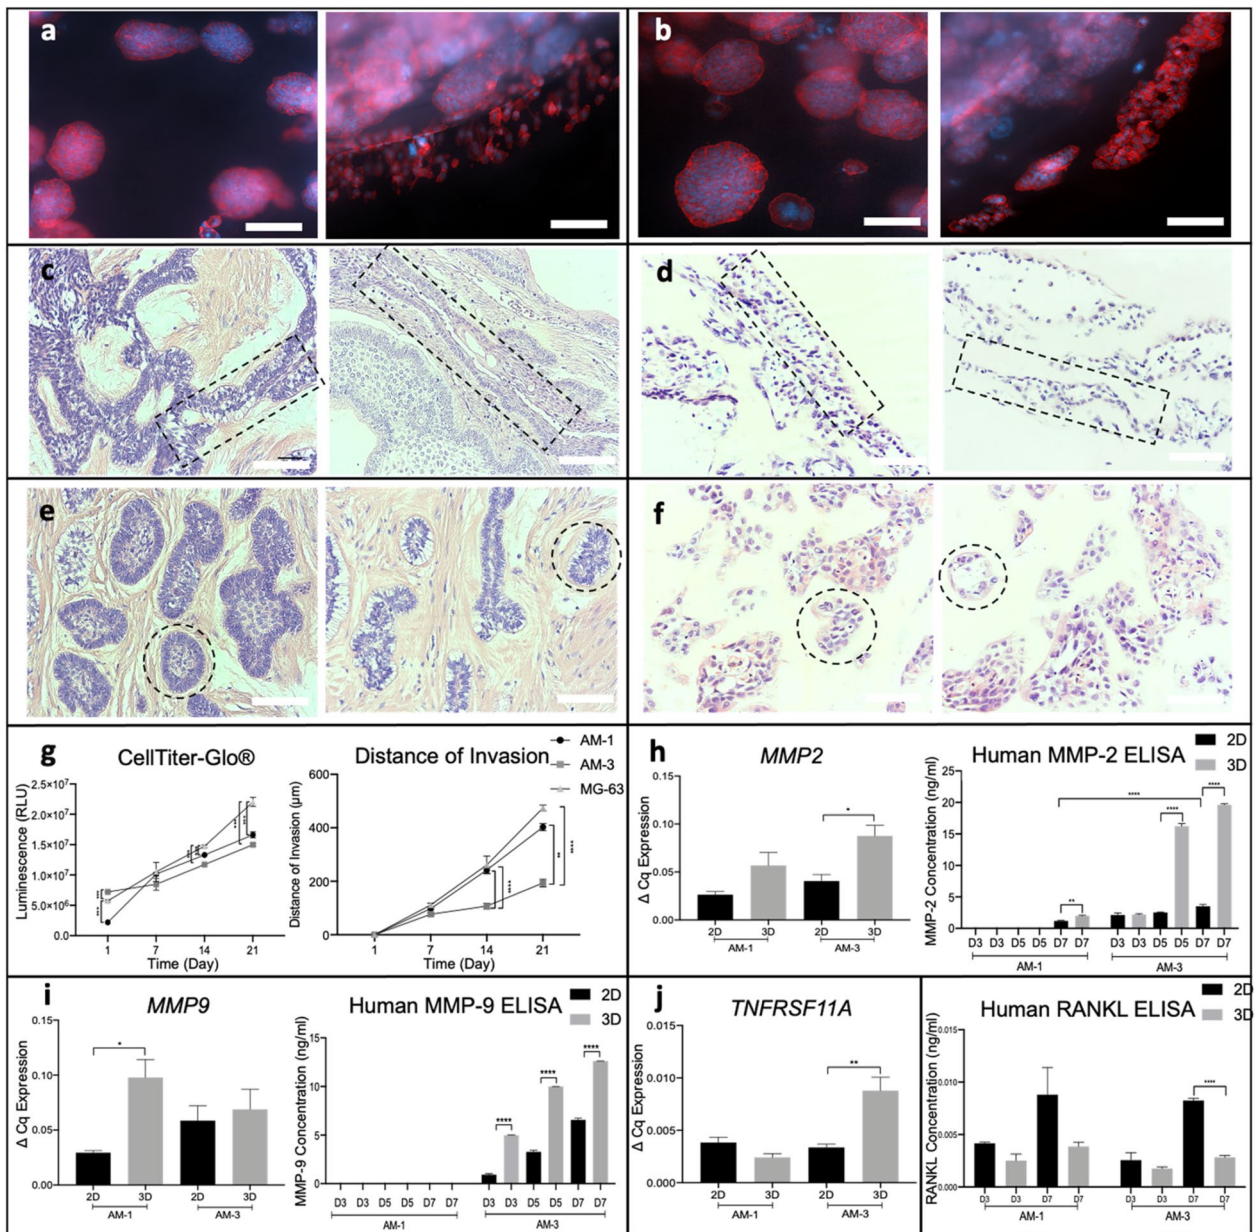 a
b
c
d
e
f
g
CellTiter-Glo®
Luminescence (RLU)
2.5×10⁷
2.0×10⁷
1.5×10⁷
1.0×10⁷
5.0×10⁶
0.0
1 7 14 21
Time (Day)
Distance of Invasion
Distance of Invasion (µm)
600
400
200
0
1 7 14 21
Time (Day)
** ****
****
AM-1
AM-3
MG-63
h
MMP2
Δ Cq Expression
0.15
0.10
0.05
0.00
*
2D 3D 2D 3D
AM-1 AM-3
Human MMP-2 ELISA
2D
3D
MMP-2 Concentration (ng/ml)
25
20
15
10
5
0
**** **** ****
**
D3 D3 D5 D5 D7 D7 D3 D3 D5 D5 D7 D7
AM-1 AM-3
i
MMP9
Δ Cq Expression
0.15
0.10
0.05
0.00
*
2D 3D 2D 3D
AM-1 AM-3
Human MMP-9 ELISA
2D
3D
MMP-9 Concentration (ng/ml)
15
10
5
0
**** **** ****
D3 D3 D5 D5 D7 D7 D3 D3 D5 D5 D7 D7
AM-1 AM-3
j
TNFRSF11A
Δ Cq Expression
0.015
0.010
0.005
0.000
**
2D 3D 2D 3D
AM-1 AM-3
Human RANKL ELISA
2D
3D
RANKL Concentration (ng/ml)
0.015
0.010
0.005
0.000
****
D3 D3 D7 D7 D3 D3 D7 D7
AM-1 AM-3